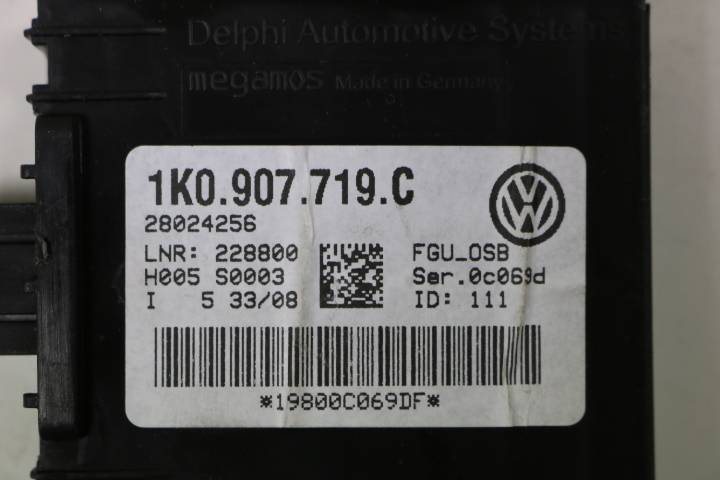 Delphi Automotive Systems
megamos Made in Germany
1K0.907.719.C
28024256
LNR: 228800
H005 S0003
I 5 33/08
FGU_OSB
Ser.0c069d
ID: 111
*19800C069DF*